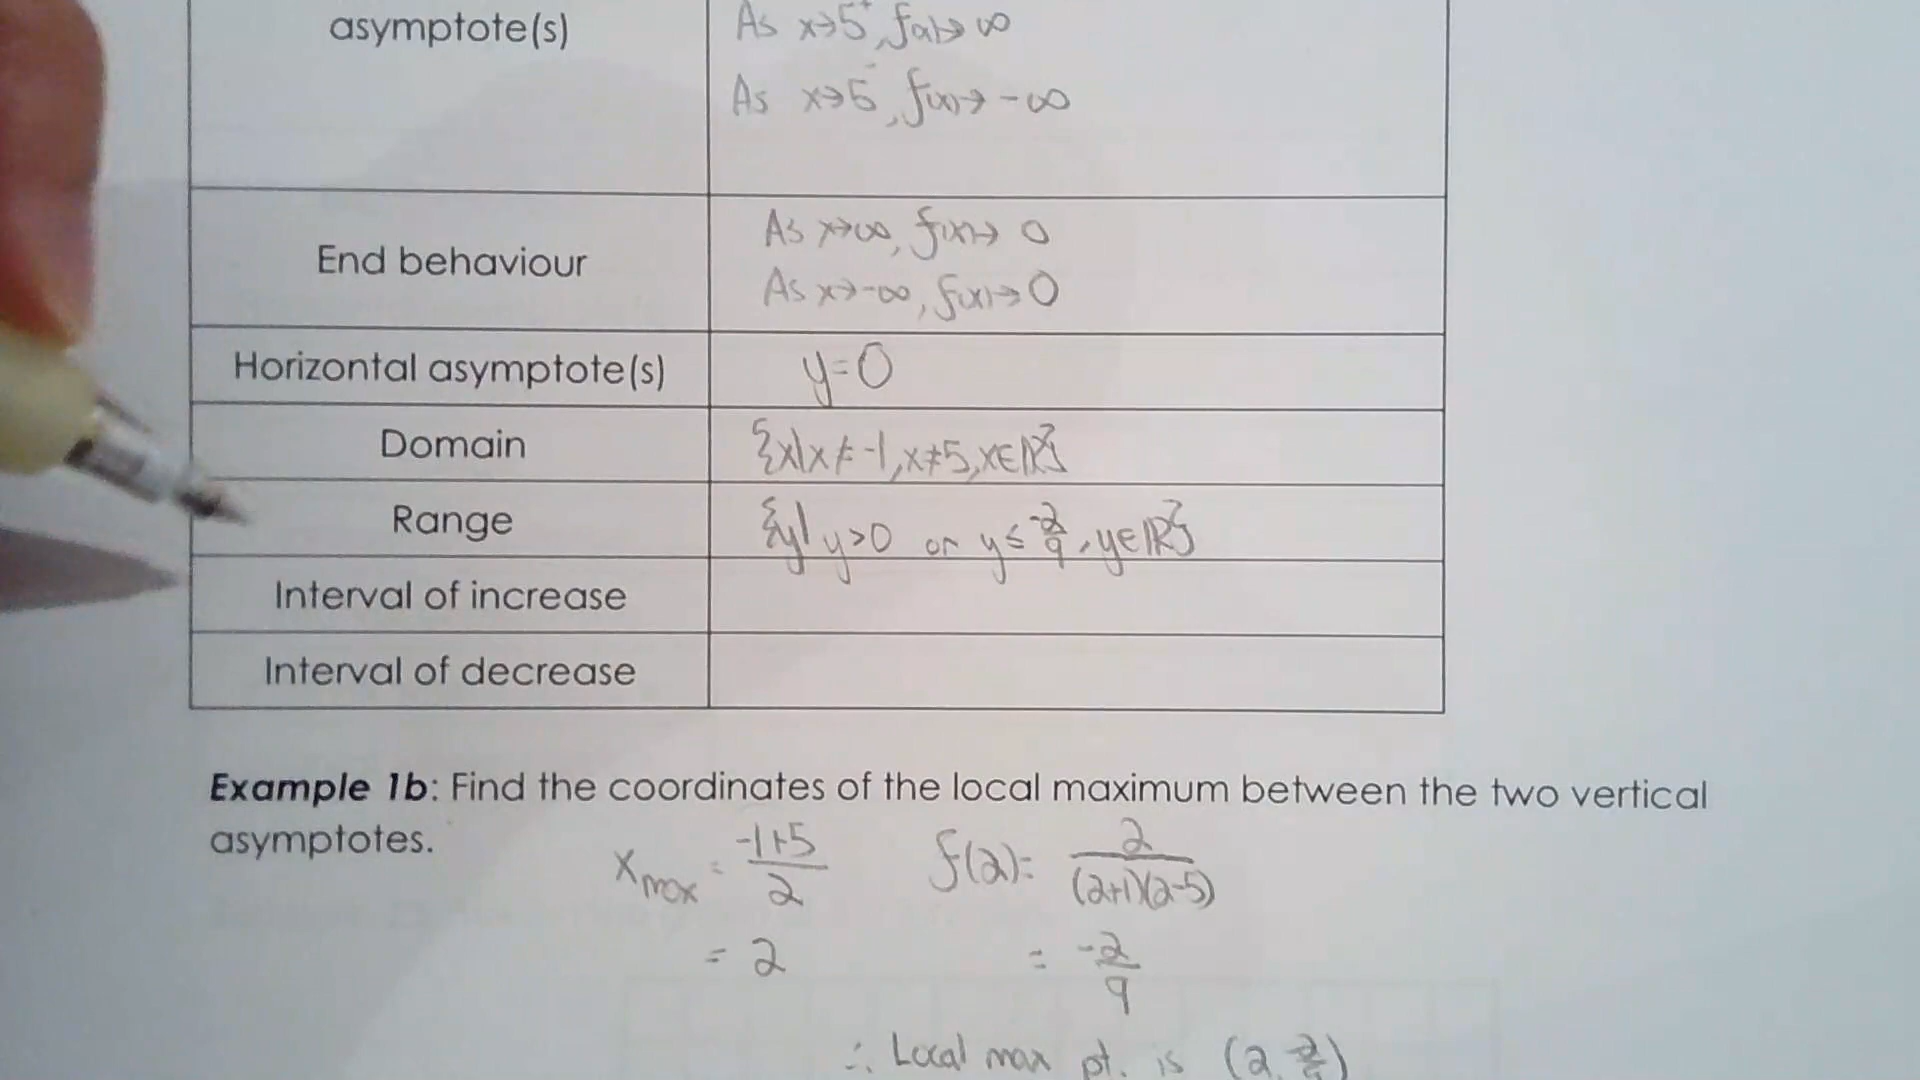 asymptote(s)
As x→5⁺, f(x)→ ∞
As x→5⁻, f(x)→ -∞
End behaviour
As x→∞, f(x)→ 0
As x→-∞, f(x)→0
Horizontal asymptote(s)
y=0
Domain
{x|x≠-1, x≠5, x∈ℝ}
Range
{y| y>0 or y≤ -2/9, y∈ℝ}
Interval of increase
Interval of decrease
Example 1b: Find the coordinates of the local maximum between the two vertical
asymptotes.
x max = (-1+5)/2
= 2
f(2) = 2/((2+1)(2-5))
= -2/9
∴ Local max pt. is (2,